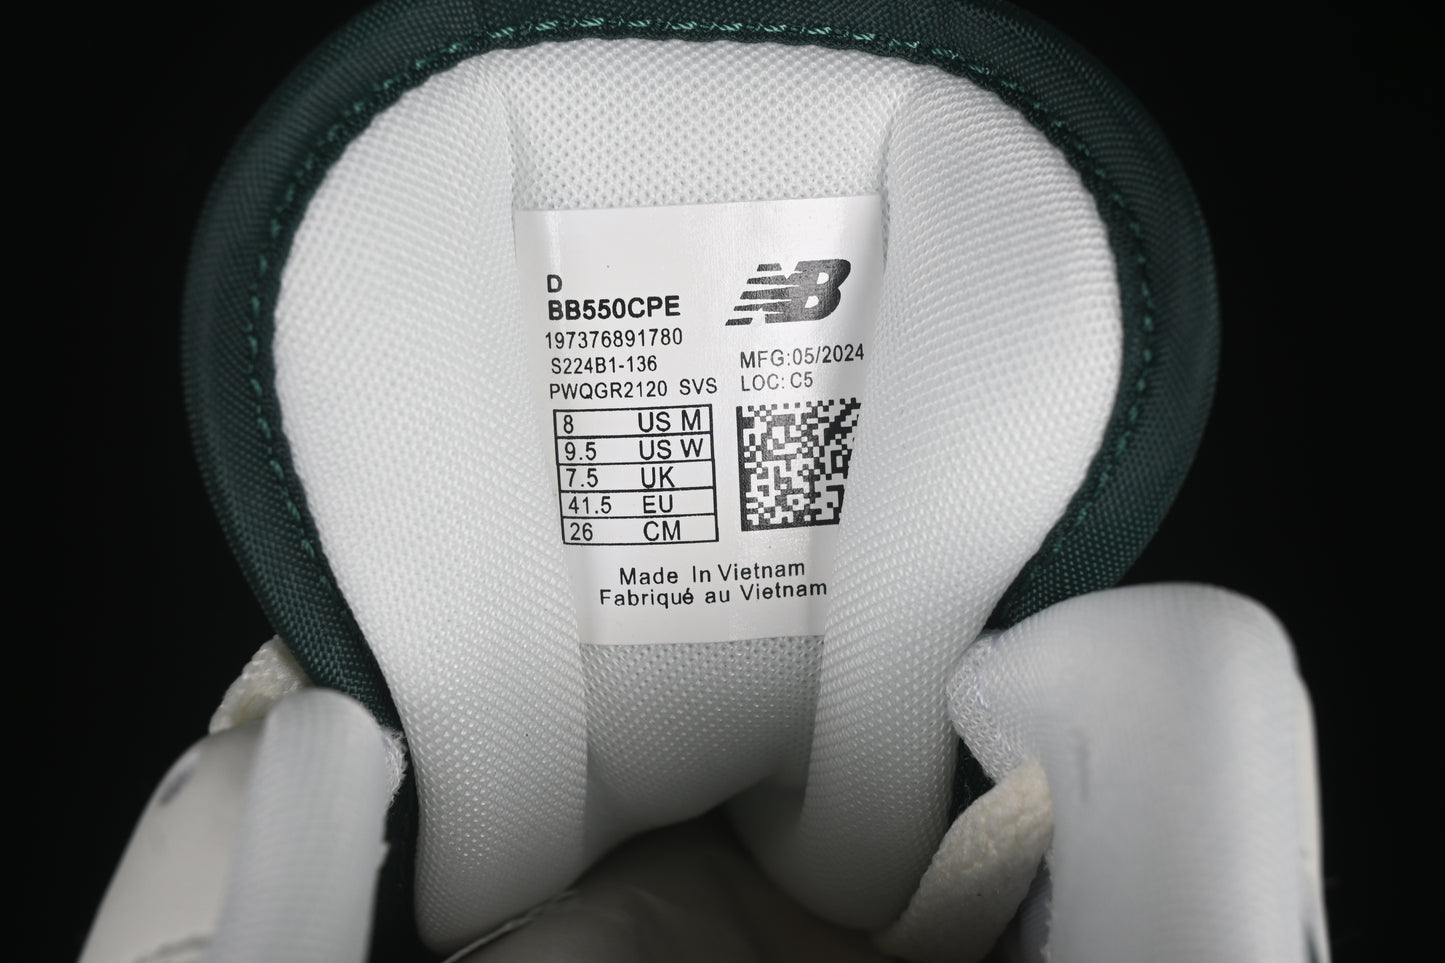 D
BB550CPE
197376891780
S224B1-136
PWQGR2120 SVS
NB
MFG:05/2024
LOC: C5
8 US M
9.5 US W
7.5 UK
41.5 EU
26 CM
Made In Vietnam
Fabriqué au Vietnam